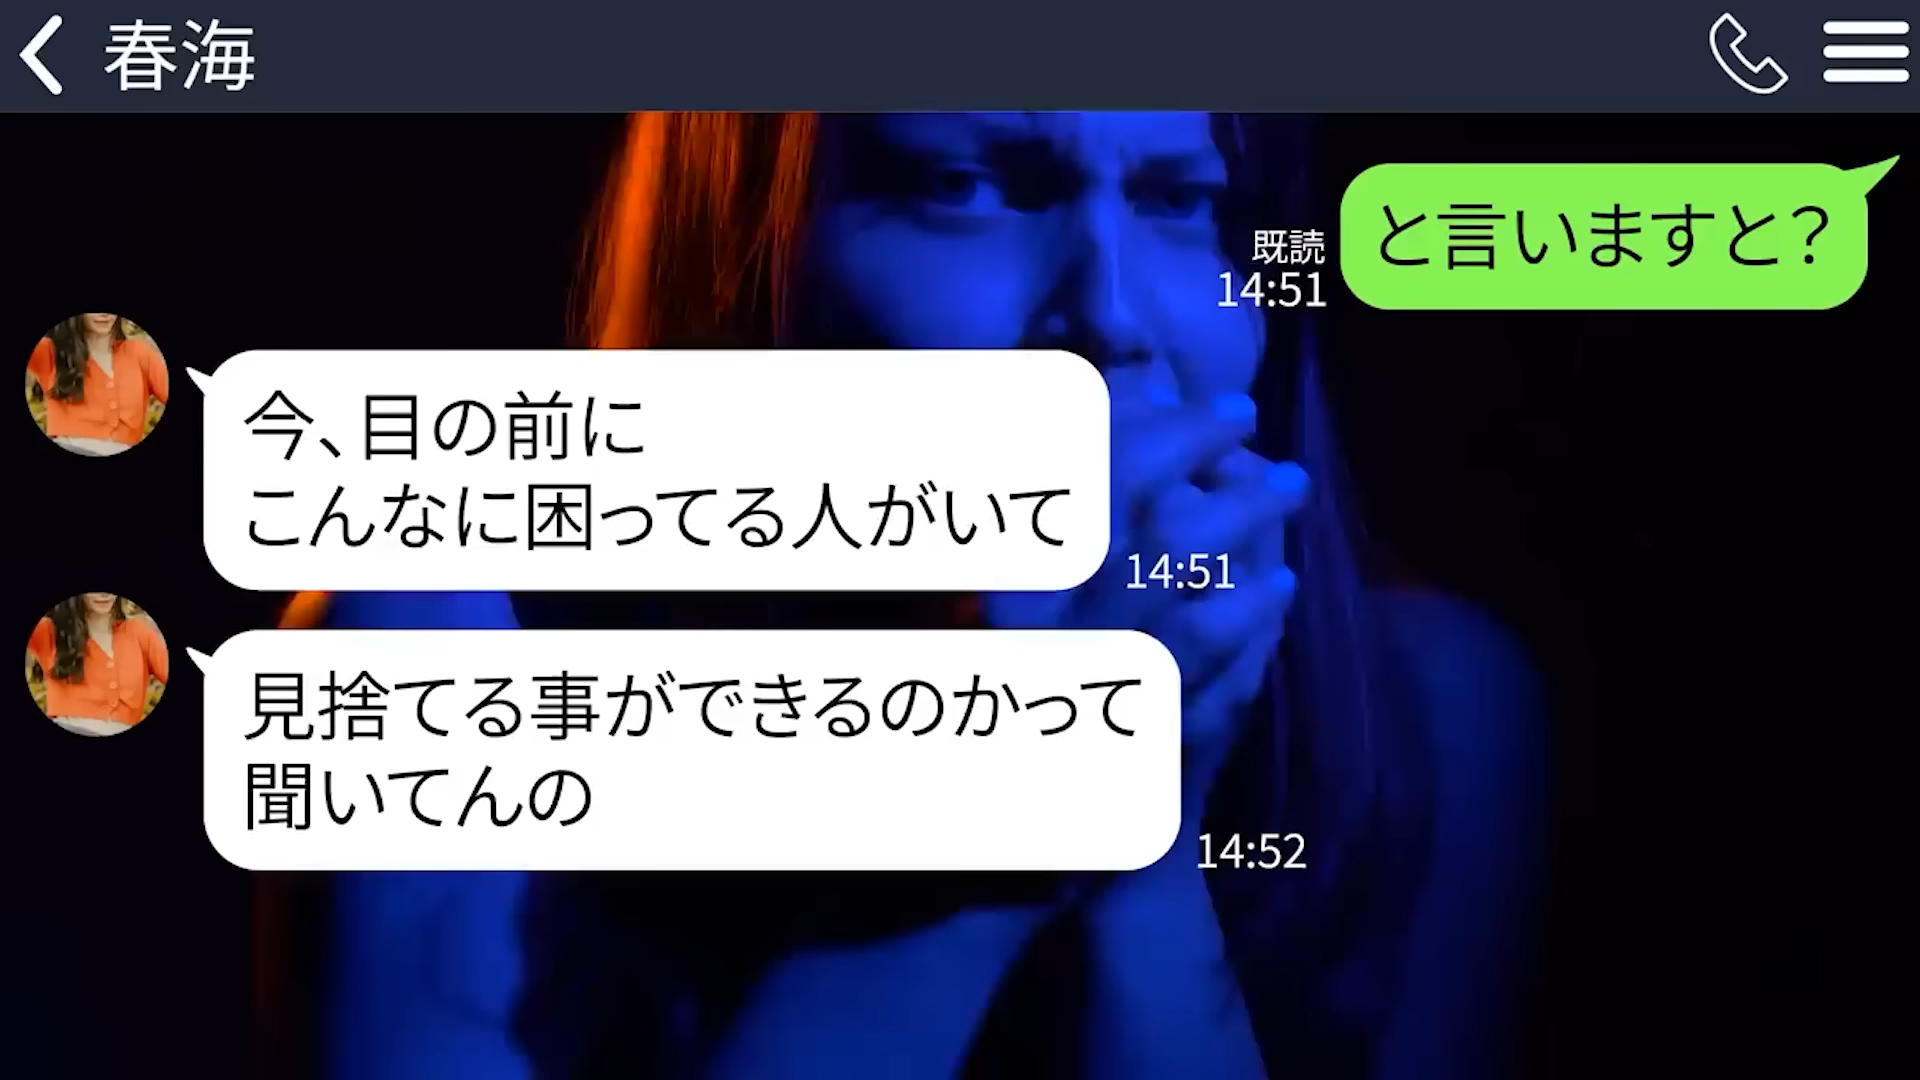 春海
と言いますと？
既読
14:51
今、目の前に
こんなに困ってる人がいて
14:51
見捨てる事ができるのかって
聞いてんの
14:52